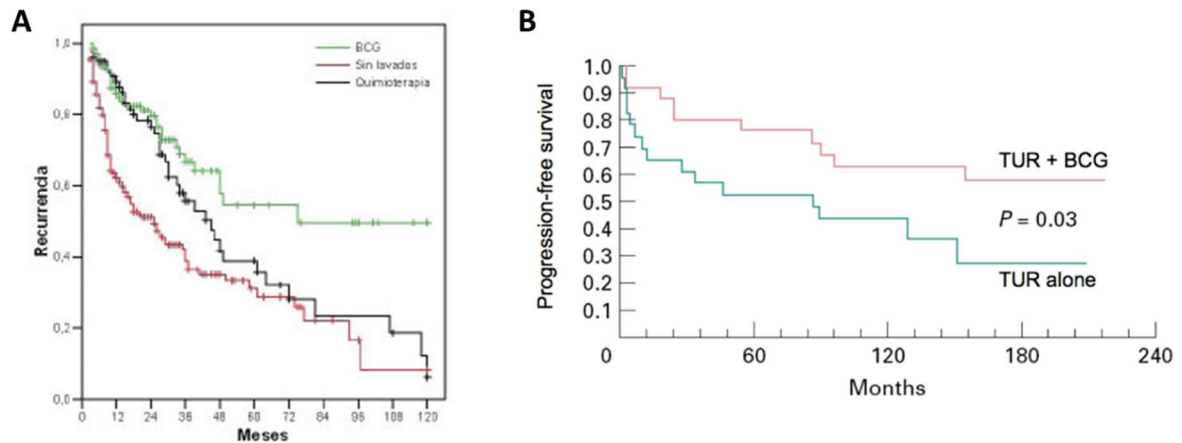 A
Recurrencia
1,0
0,8
0,6
0,4
0,2
0,0
BCG
Sin lavados
Quimioterapia
0 12 24 36 48 60 72 84 96 108 120
Meses
B
Progression-free survival
1.0
0.9
0.8
0.7
0.6
0.5
0.4
0.3
0.2
0.1
TUR + BCG
P = 0.03
TUR alone
0 60 120 180 240
Months